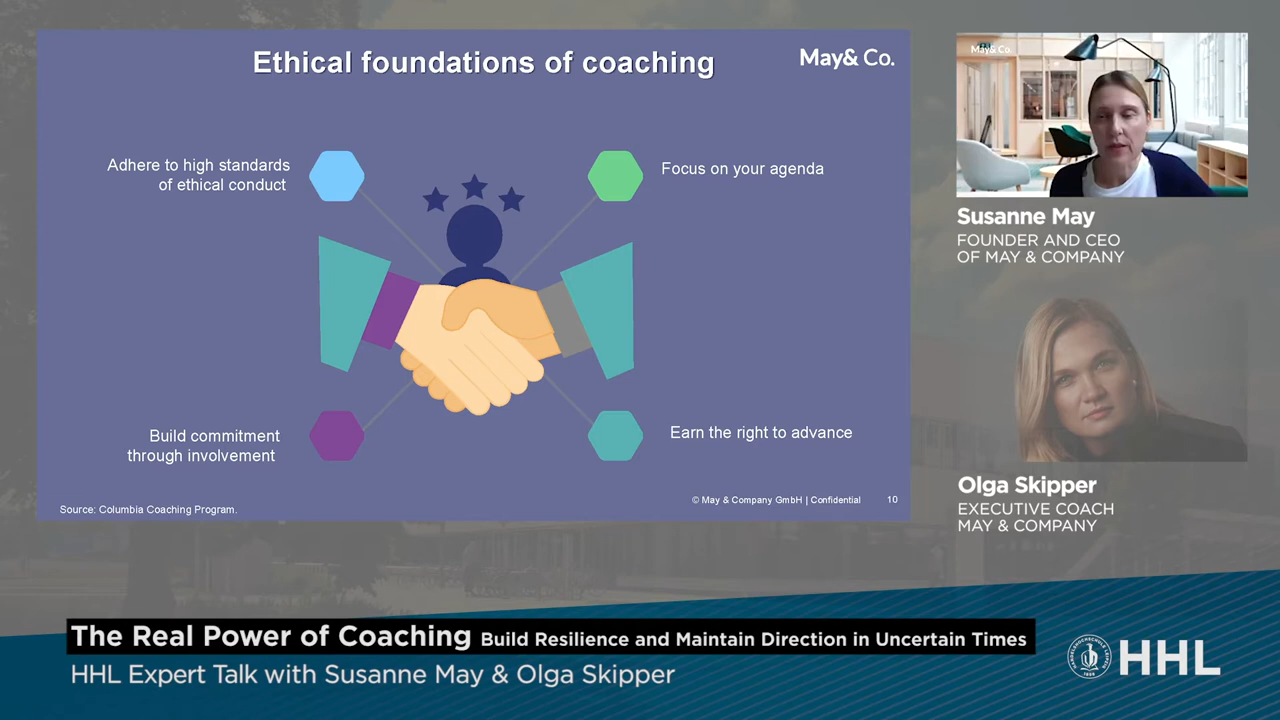 Ethical foundations of coaching
May& Co.
Adhere to high standards
of ethical conduct
Focus on your agenda
Build commitment
through involvement
Earn the right to advance
Source: Columbia Coaching Program.
© May & Company GmbH | Confidential
10
May& Co.
Susanne May
FOUNDER AND CEO
OF MAY & COMPANY
Olga Skipper
EXECUTIVE COACH
MAY & COMPANY
The Real Power of Coaching Build Resilience and Maintain Direction in Uncertain Times
HHL Expert Talk with Susanne May & Olga Skipper
HHL